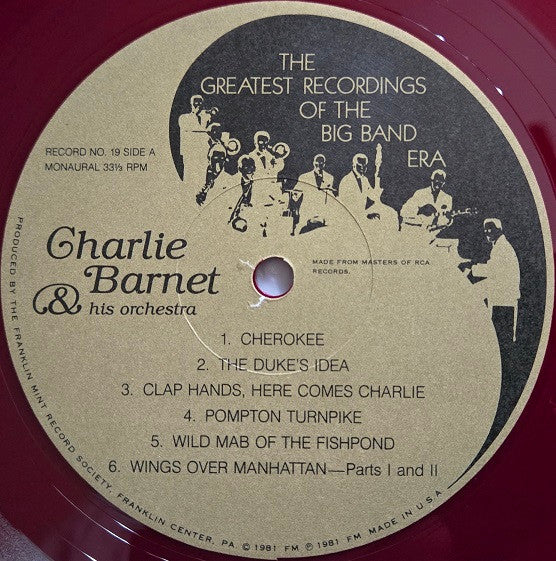 THE
GREATEST RECORDINGS
OF THE
BIG BAND
ERA
RECORD NO. 19 SIDE A
MONAURAL 33⅓ RPM
Charlie
Barnet
& his orchestra
MADE FROM MASTERS OF RCA
RECORDS.
1. CHEROKEE
2. THE DUKE'S IDEA
3. CLAP HANDS, HERE COMES CHARLIE
4. POMPTON TURNPIKE
5. WILD MAB OF THE FISHPOND
6. WINGS OVER MANHATTAN—Parts I and II
PRODUCED BY THE FRANKLIN MINT RECORD SOCIETY, FRANKLIN CENTER, PA © 1981 FM ℗ 1981 FM MADE IN U.S.A.